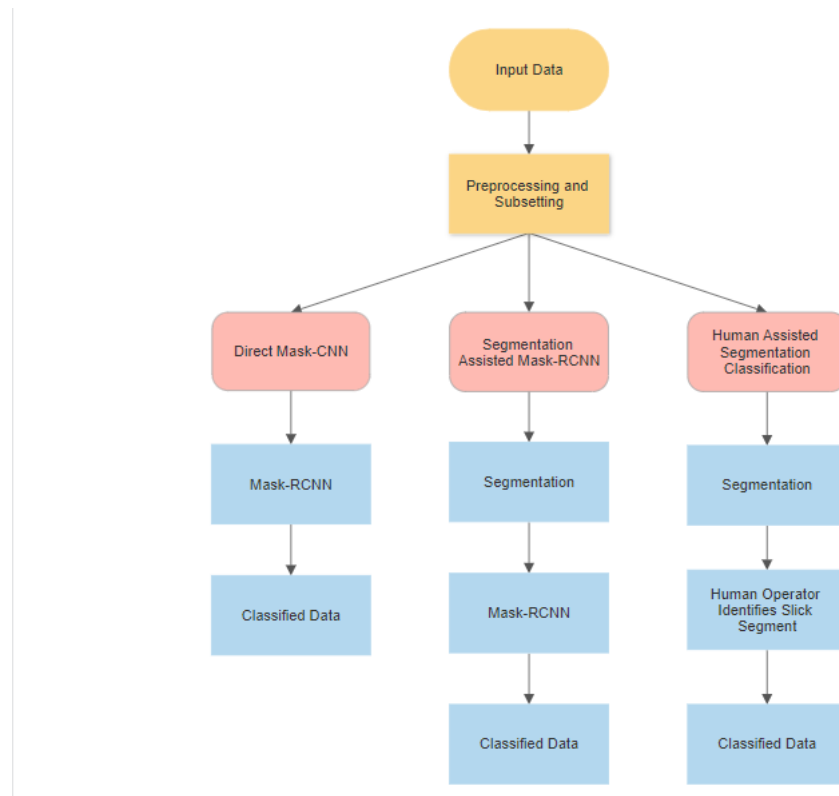 Input Data
Preprocessing and
Subsetting
Direct Mask-CNN
Segmentation
Assisted Mask-RCNN
Human Assisted
Segmentation
Classification
Mask-RCNN
Segmentation
Segmentation
Classified Data
Mask-RCNN
Human Operator
Identifies Slick
Segment
Classified Data
Classified Data